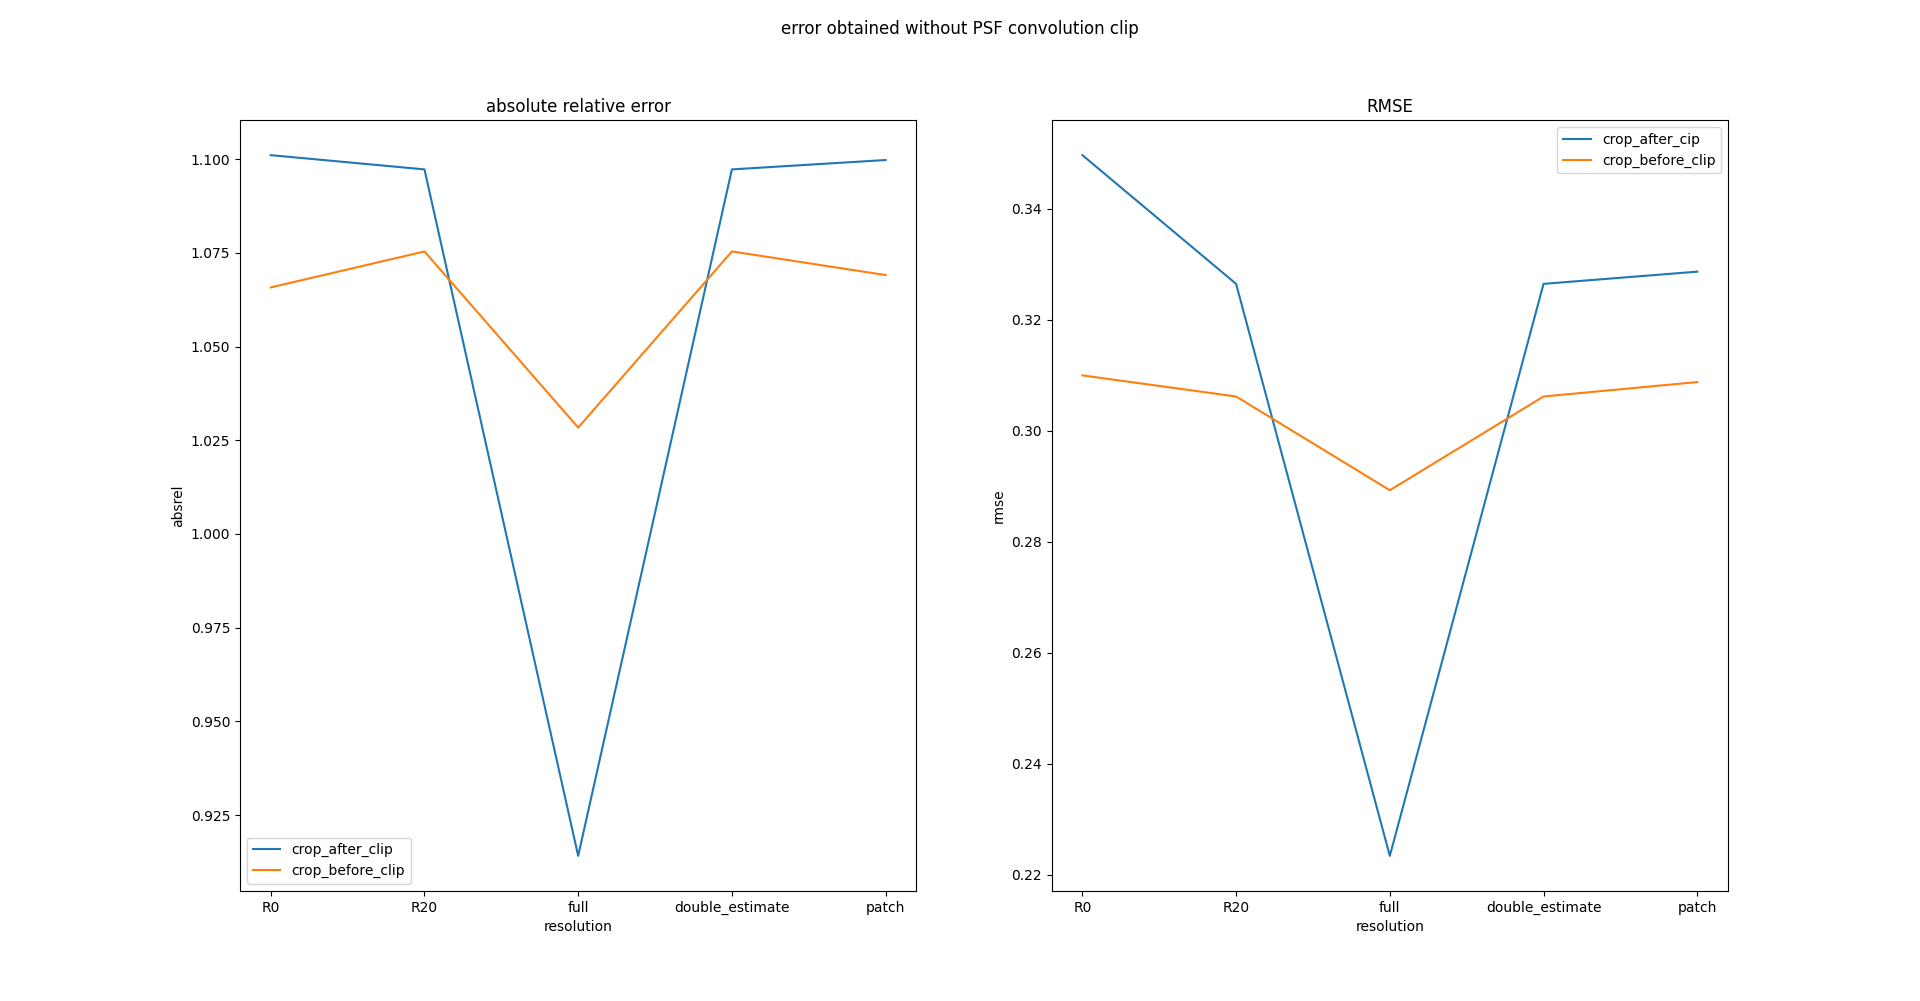 error obtained without PSF convolution clip
absolute relative error
1.100
1.075
1.050
1.025
1.000
0.975
0.950
0.925
absrel
crop_after_clip
crop_before_clip
R0 R20 full double_estimate patch
resolution
RMSE
crop_after_cip
crop_before_clip
0.34
0.32
0.30
0.28
0.26
0.24
0.22
rmse
R0 R20 full double_estimate patch
resolution